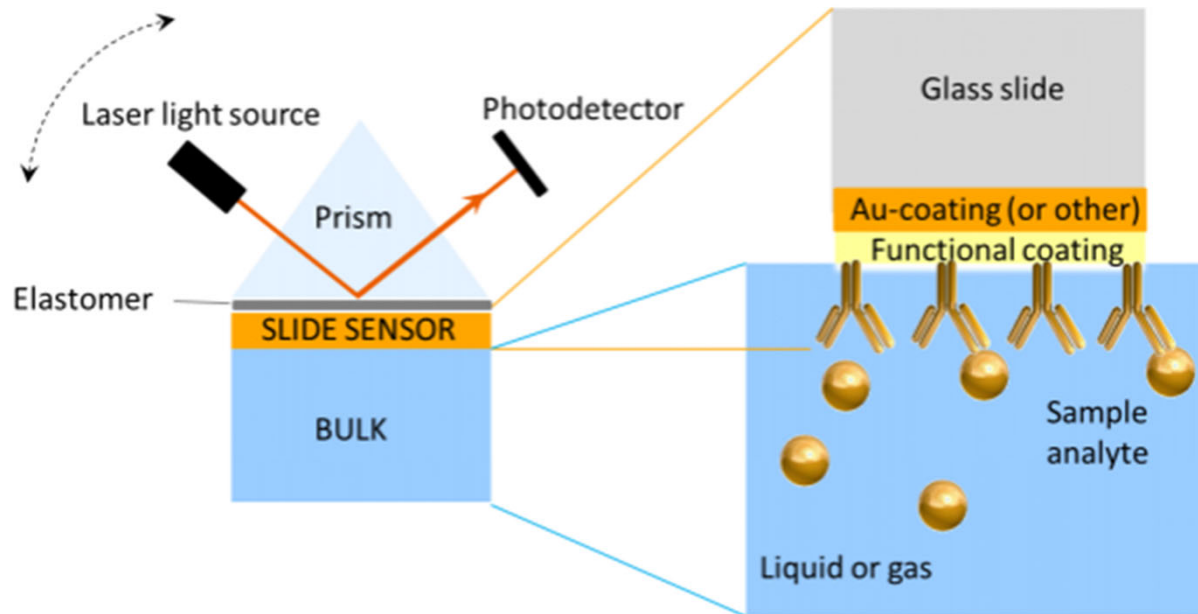 Laser light source
Photodetector
Prism
Elastomer
SLIDE SENSOR
BULK
Glass slide
Au-coating (or other)
Functional coating
Sample
analyte
Liquid or gas